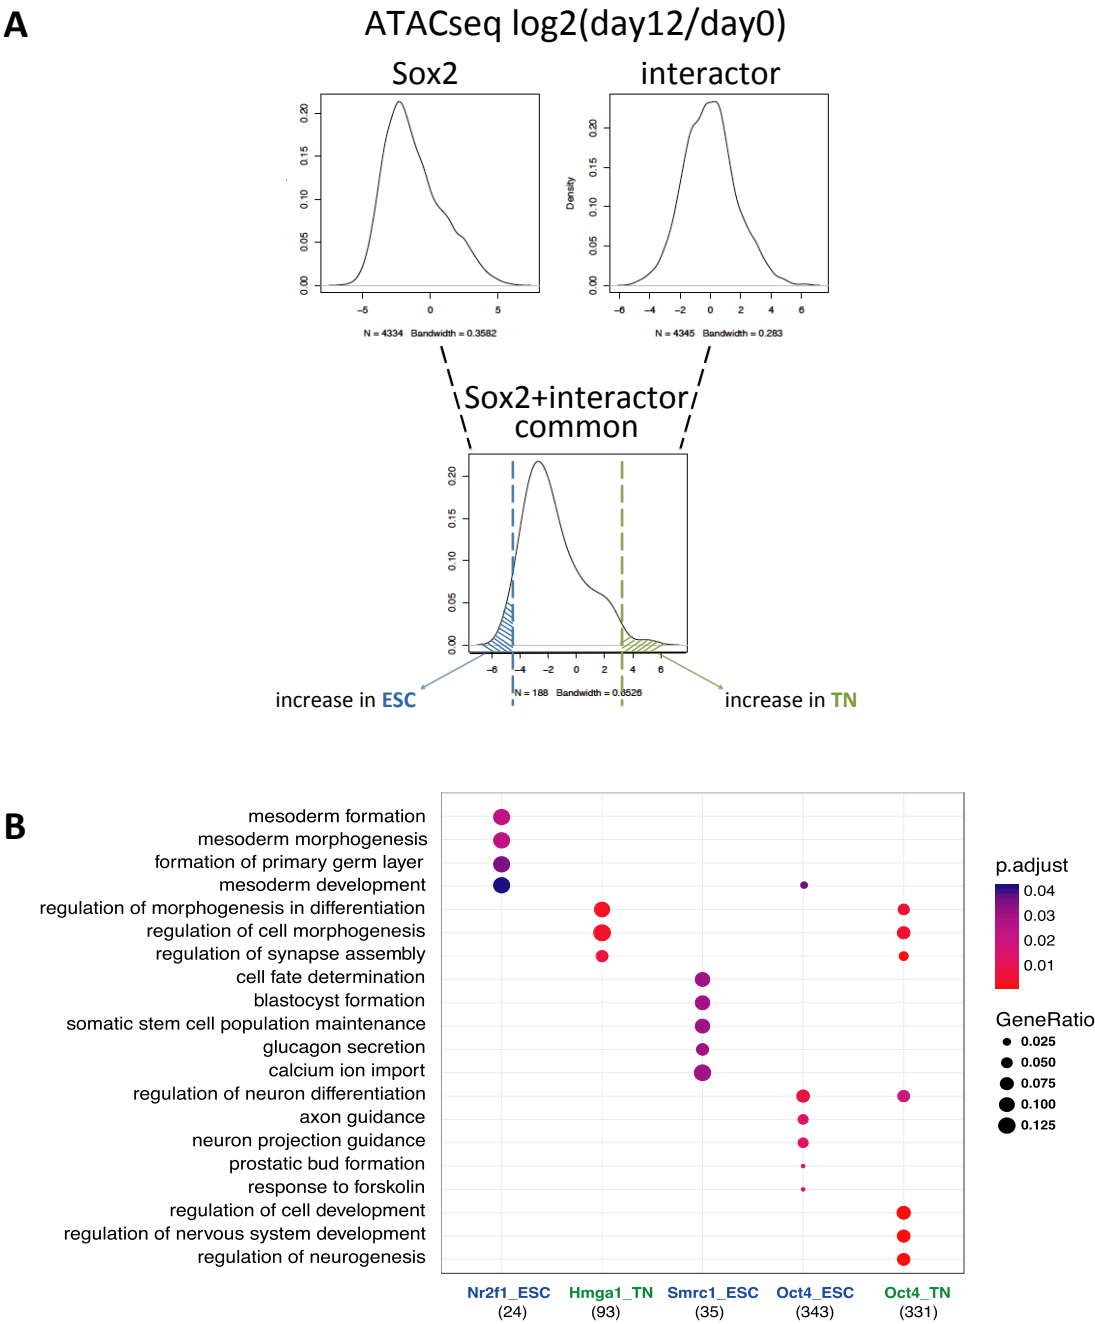 A
ATACseq log2(day12/day0)
Sox2
interactor
0.20
0.15
0.10
0.05
0.00
-5 0 5
N = 4334 Bandwidth = 0.3582
Density
0.20
0.15
0.10
0.05
0.00
-6 -4 -2 0 2 4 6
N = 4345 Bandwidth = 0.283
Sox2+interactor
common
0.20
0.15
0.10
0.05
0.00
-6 -4 -2 0 2 4 6
N = 188 Bandwidth = 0.6526
increase in ESC
increase in TN
B
mesoderm formation
mesoderm morphogenesis
formation of primary germ layer
mesoderm development
regulation of morphogenesis in differentiation
regulation of cell morphogenesis
regulation of synapse assembly
cell fate determination
blastocyst formation
somatic stem cell population maintenance
glucagon secretion
calcium ion import
regulation of neuron differentiation
axon guidance
neuron projection guidance
prostatic bud formation
response to forskolin
regulation of cell development
regulation of nervous system development
regulation of neurogenesis
Nr2f1_ESC Hmga1_TN Smrc1_ESC Oct4_ESC Oct4_TN
(24) (93) (35) (343) (331)
p.adjust
0.04
0.03
0.02
0.01
GeneRatio
0.025
0.050
0.075
0.100
0.125